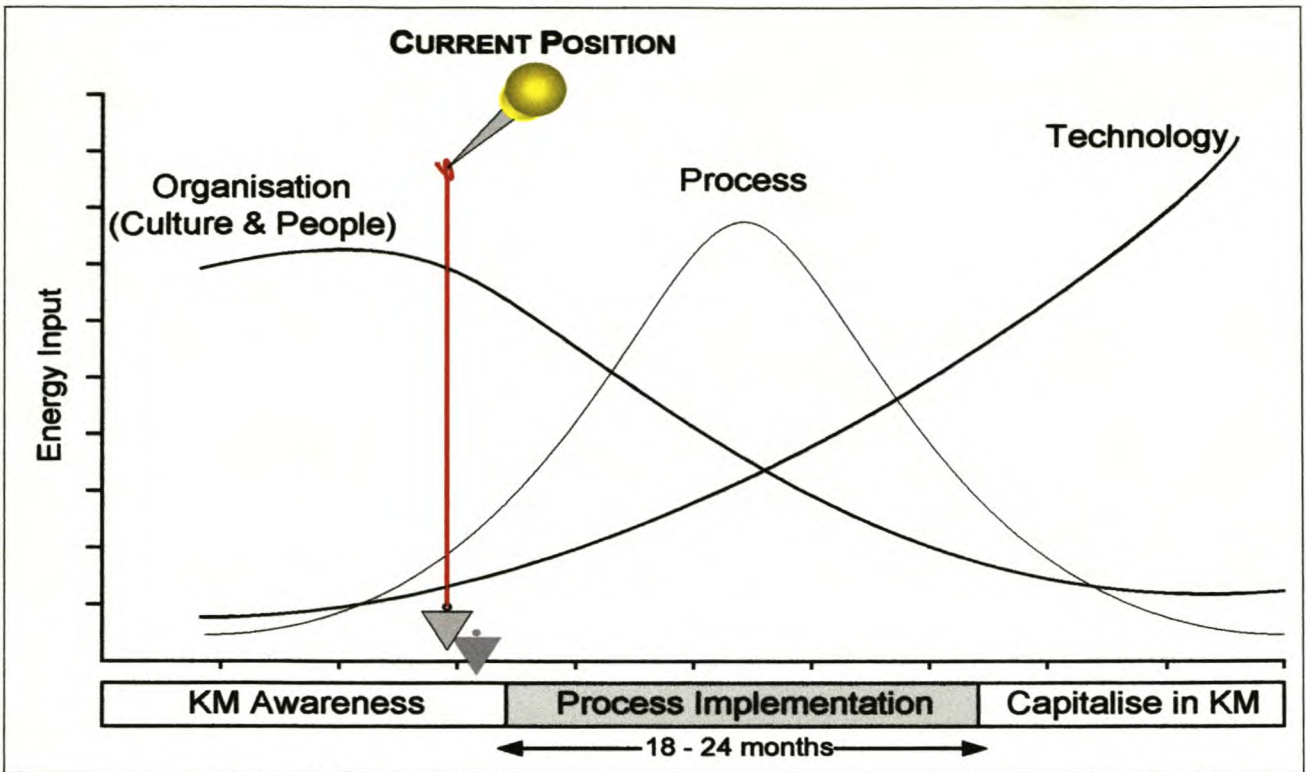 CURRENT POSITION
Technology
Process
Organisation
(Culture & People)
Energy Input
KM Awareness
Process Implementation
Capitalise in KM
18 - 24 months